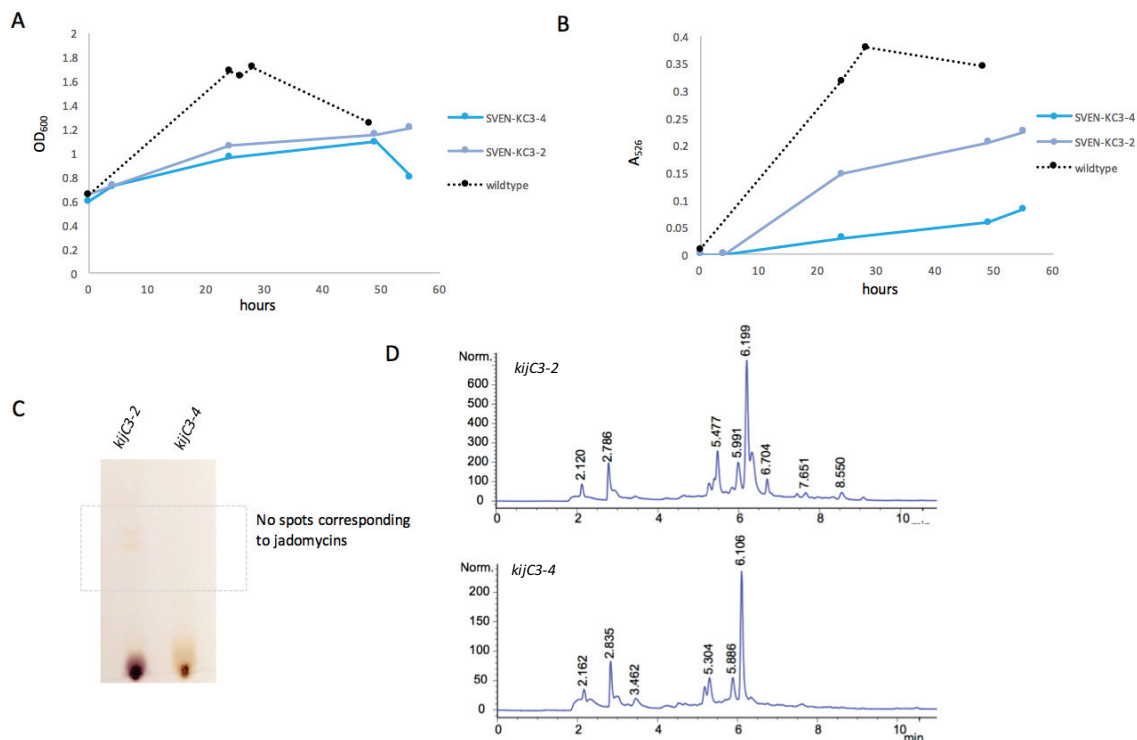 A
OD600
2
1.8
1.6
1.4
1.2
1
0.8
0.6
0.4
0.2
0
0 10 20 30 40 50 60
hours
SVEN-KC3-4
SVEN-KC3-2
wildtype
B
A526
0.4
0.35
0.3
0.25
0.2
0.15
0.1
0.05
0
0 10 20 30 40 50 60
hours
SVEN-KC3-4
SVEN-KC3-2
wildtype
C
kijC3-2 kijC3-4
No spots corresponding
to jadomycins
D
Norm.
kijC3-2
600
500
400
300
200
100
0
2.120
2.786
5.477
5.991
6.199
6.704
7.651
8.550
0 2 4 6 8 10
Norm.
kijC3-4
200
150
100
50
0
2.162
2.835
3.462
5.304
5.886
6.106
0 2 4 6 8 10 min